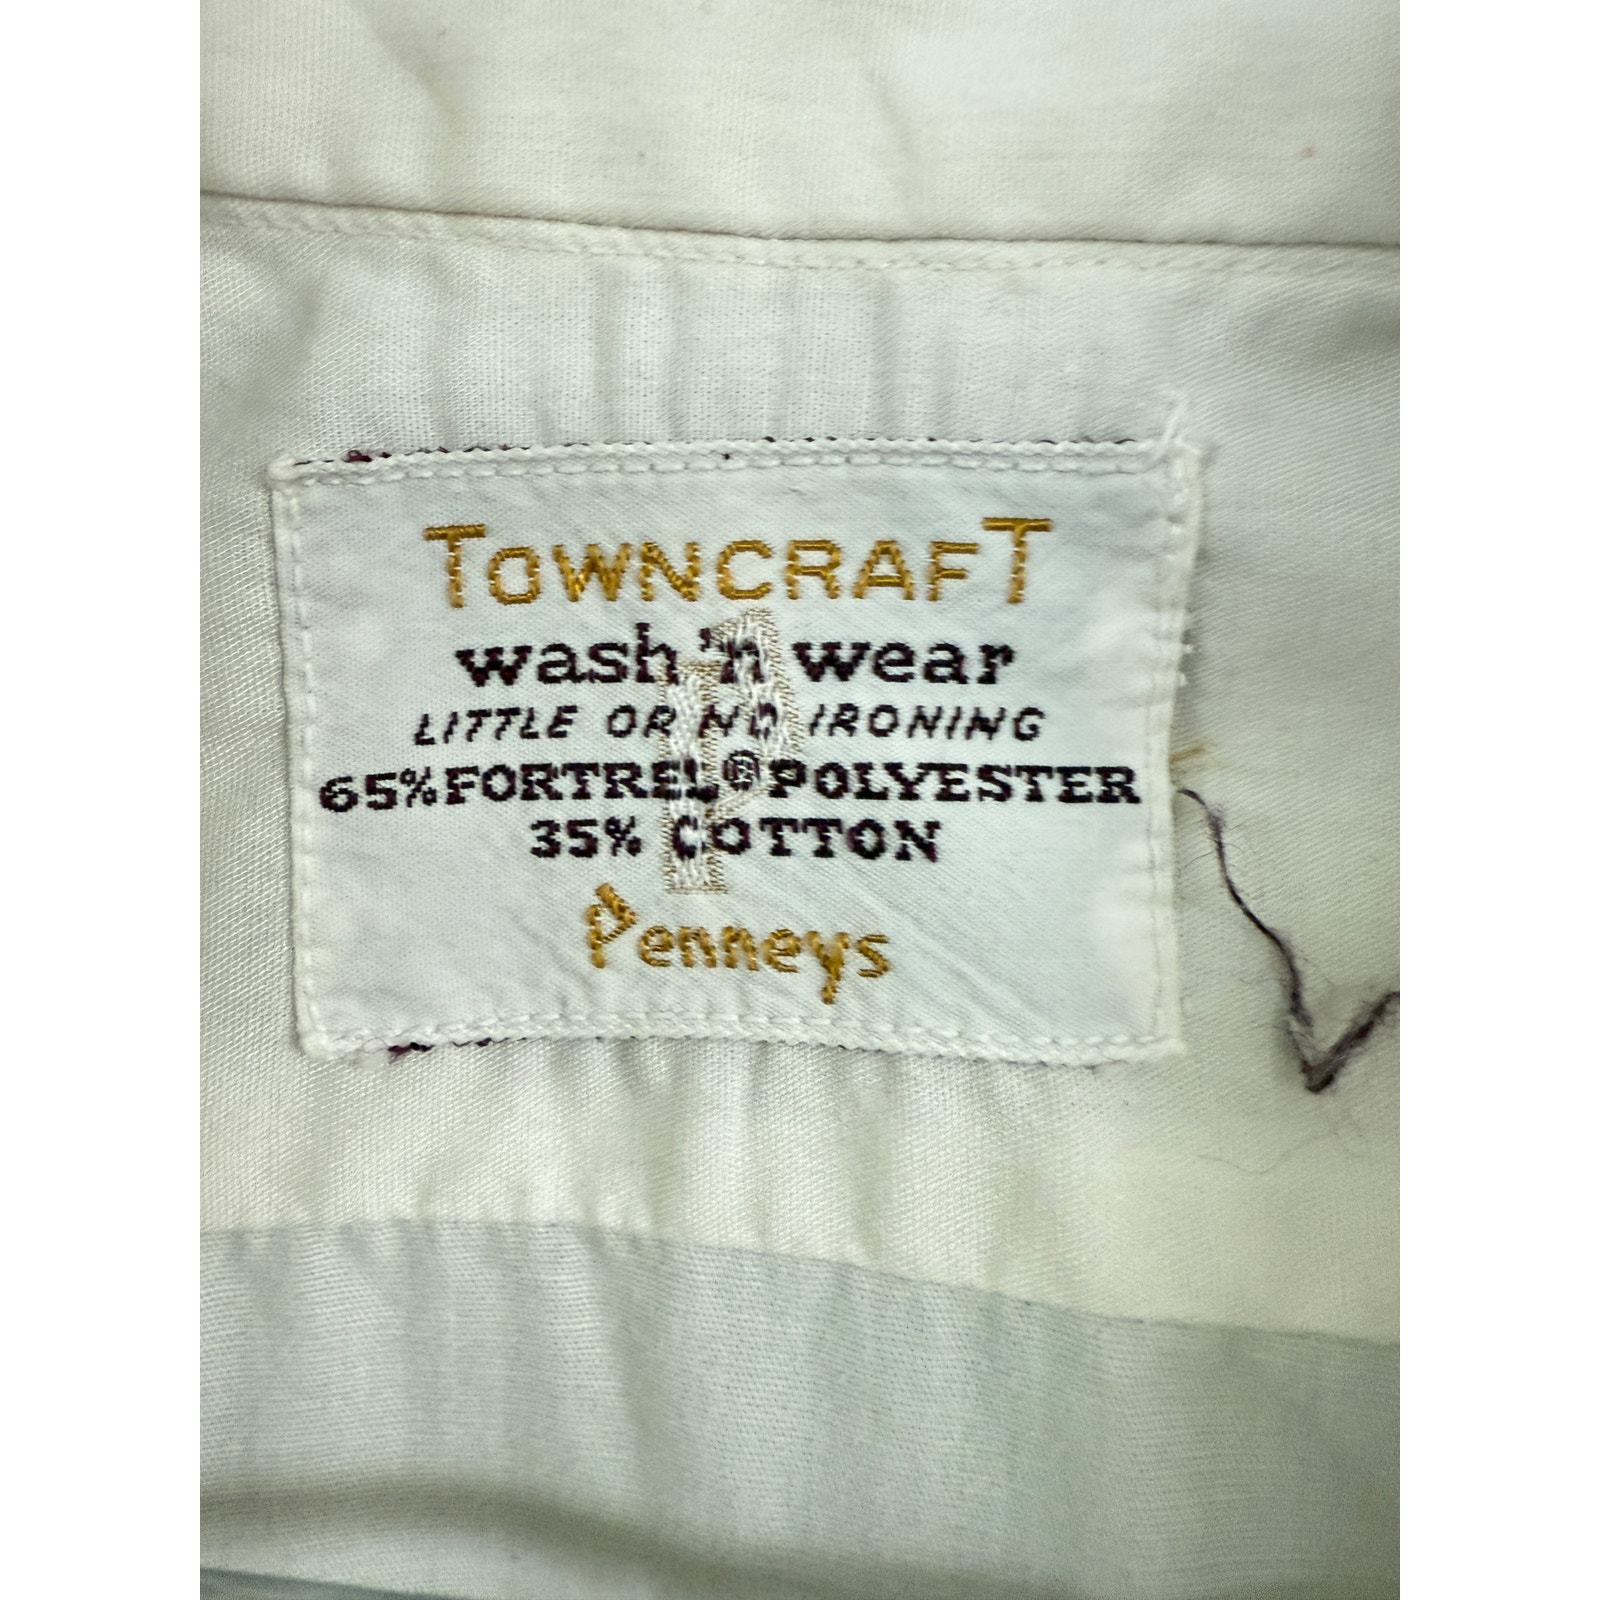 TOWNCRAFT
wash 'n wear
LITTLE OR NO IRONING
65% FORTREL® POLYESTER
35% COTTON
Penneys